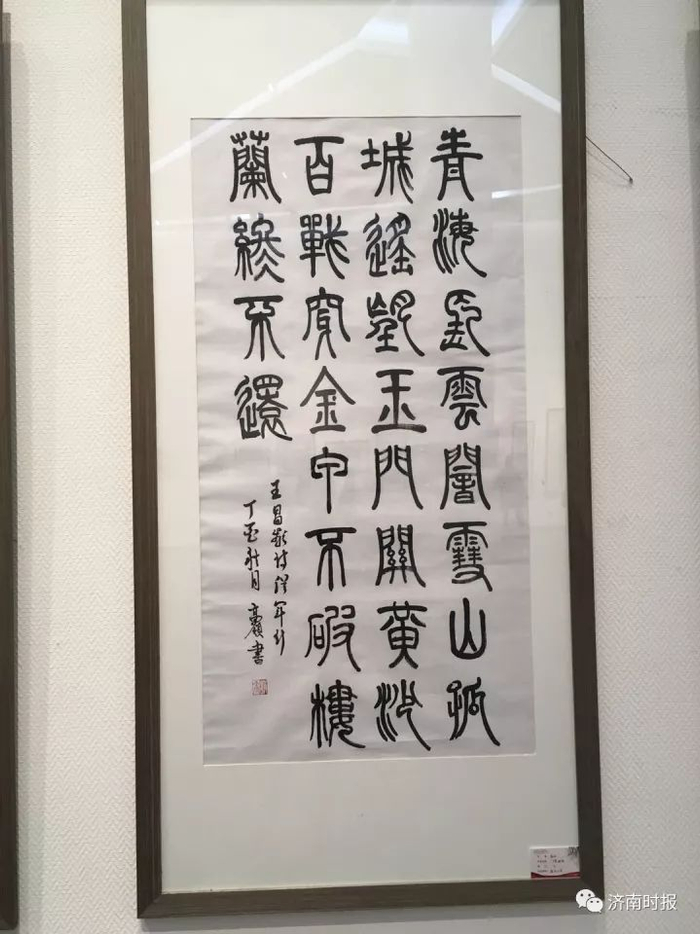 青海長雲闇雪山孤
城遙望玉門關黃沙
百戰穿金甲不破樓
蘭終不還
王昌齡詩從軍行
丁酉秋月書
济南时报